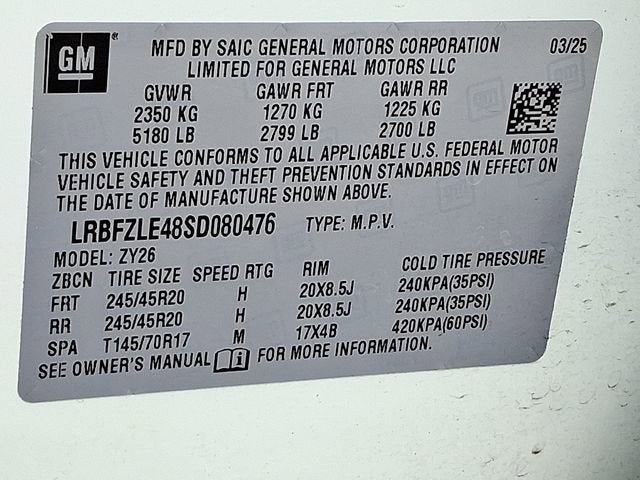 GM
MFD BY SAIC GENERAL MOTORS CORPORATION 03/25
LIMITED FOR GENERAL MOTORS LLC
GVWR GAWR FRT GAWR RR
2350 KG 1270 KG 1225 KG
5180 LB 2799 LB 2700 LB
THIS VEHICLE CONFORMS TO ALL APPLICABLE U.S. FEDERAL MOTOR
VEHICLE SAFETY AND THEFT PREVENTION STANDARDS IN EFFECT ON
THE DATE OF MANUFACTURE SHOWN ABOVE.
LRBFZLE48SD080476 TYPE: M.P.V.
MODEL: ZY26
ZBCN TIRE SIZE SPEED RTG RIM COLD TIRE PRESSURE
FRT 245/45R20 H 20X8.5J 240KPA(35PSI)
RR 245/45R20 H 20X8.5J 240KPA(35PSI)
SPA T145/70R17 M 17X4B 420KPA(60PSI)
SEE OWNER'S MANUAL FOR MORE INFORMATION.